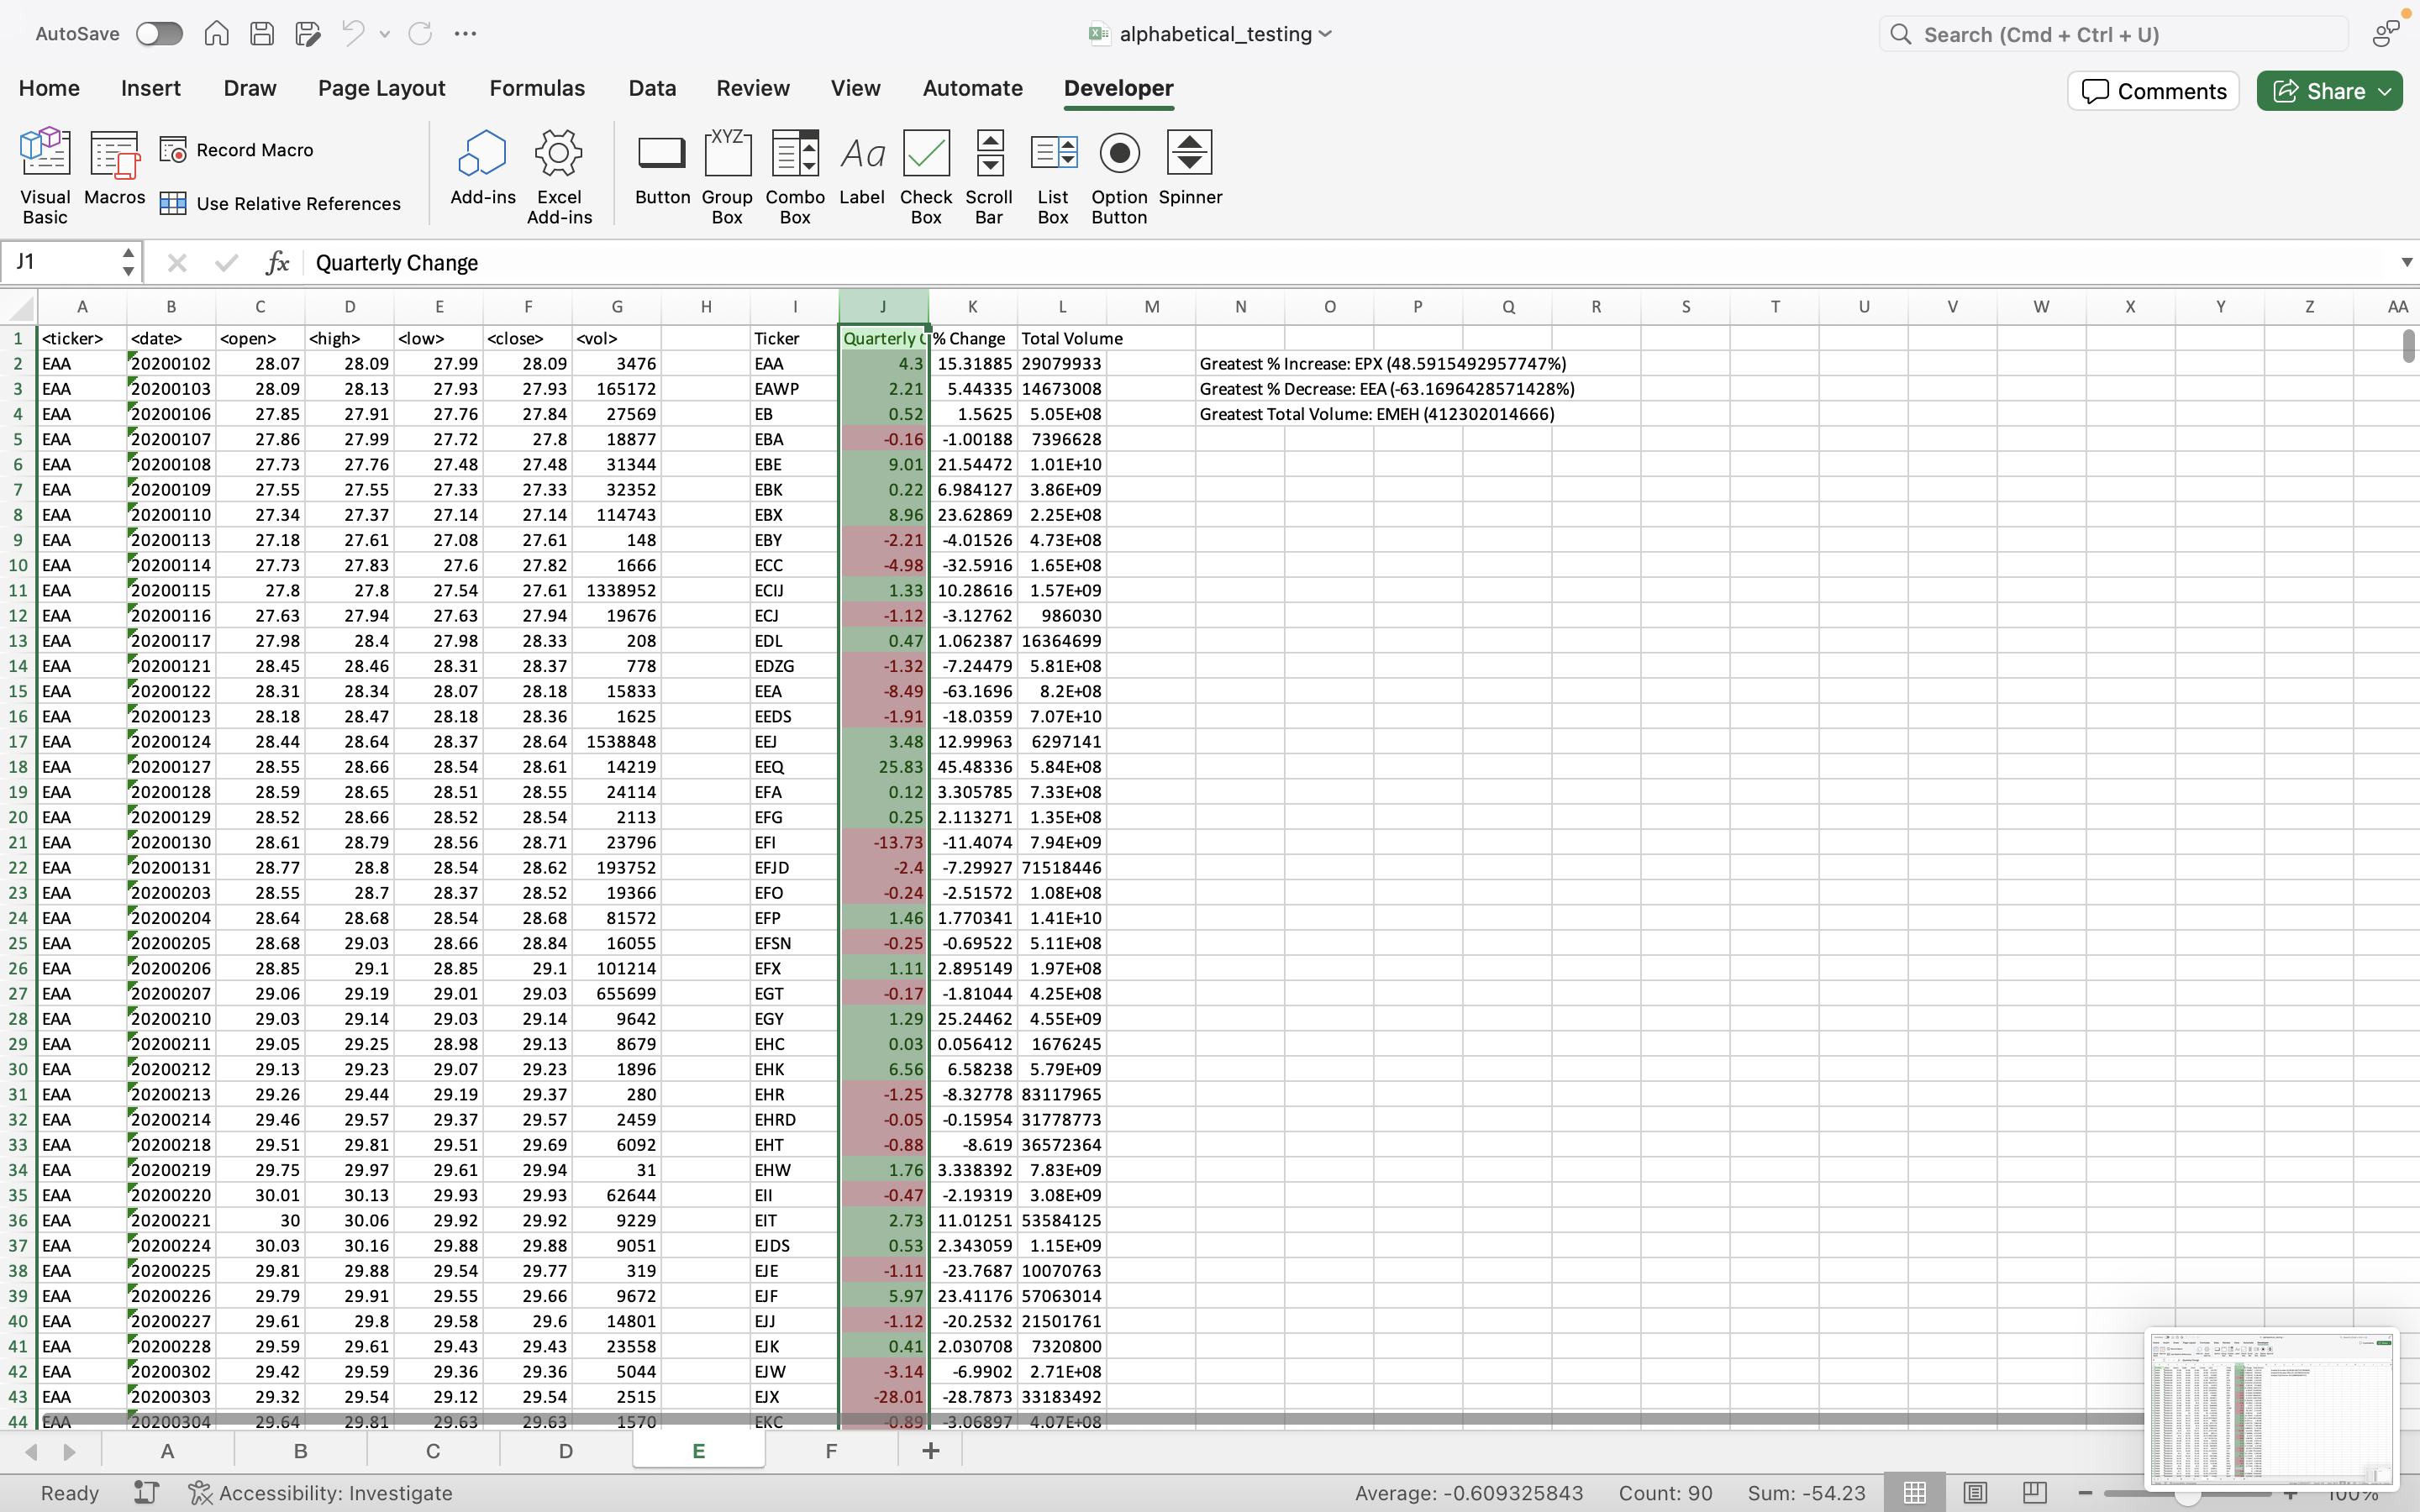 AutoSave alphabetical_testing Search (Cmd + Ctrl + U)
Home Insert Draw Page Layout Formulas Data Review View Automate Developer Comments Share
Visual Basic Macros Record Macro Use Relative References Add-ins Excel Add-ins Button Group Box Combo Box Label Check Box Scroll Bar List Box Option Button Spinner
J1 fx Quarterly Change
A B C D E F G H I J K L M N O P Q R S T U V W X Y Z AA
1 <ticker> <date> <open> <high> <low> <close> <vol> Ticker Quarterly C % Change Total Volume
2 EAA 20200102 28.07 28.09 27.99 28.09 3476 EAA 4.3 15.31885 29079933 Greatest % Increase: EPX (48.5915492957747%)
3 EAA 20200103 28.09 28.13 27.93 27.93 165172 EAWP 2.21 5.44335 14673008 Greatest % Decrease: EEA (-63.1696428571428%)
4 EAA 20200106 27.85 27.91 27.76 27.84 27569 EB 0.52 1.5625 5.05E+08 Greatest Total Volume: EMEH (412302014666)
5 EAA 20200107 27.86 27.99 27.72 27.8 18877 EBA -0.16 -1.00188 7396628
6 EAA 20200108 27.73 27.76 27.48 27.48 31344 EBE 9.01 21.54472 1.01E+10
7 EAA 20200109 27.55 27.55 27.33 27.33 32352 EBK 0.22 6.984127 3.86E+09
8 EAA 20200110 27.34 27.37 27.14 27.14 114743 EBX 8.96 23.62869 2.25E+08
9 EAA 20200113 27.18 27.61 27.08 27.61 148 EBY -2.21 -4.01526 4.73E+08
10 EAA 20200114 27.73 27.83 27.6 27.82 1666 ECC -4.98 -32.5916 1.65E+08
11 EAA 20200115 27.8 27.8 27.54 27.61 1338952 ECIJ 1.33 10.28616 1.57E+09
12 EAA 20200116 27.63 27.94 27.63 27.94 19676 ECJ -1.12 -3.12762 986030
13 EAA 20200117 27.98 28.4 27.98 28.33 208 EDL 0.47 1.062387 16364699
14 EAA 20200121 28.45 28.46 28.31 28.37 778 EDZG -1.32 -7.24479 5.81E+08
15 EAA 20200122 28.31 28.34 28.07 28.18 15833 EEA -8.49 -63.1696 8.2E+08
16 EAA 20200123 28.18 28.47 28.18 28.36 1625 EEDS -1.91 -18.0359 7.07E+10
17 EAA 20200124 28.44 28.64 28.37 28.64 1538848 EEJ 3.48 12.99963 6297141
18 EAA 20200127 28.55 28.66 28.54 28.61 14219 EEQ 25.83 45.48336 5.84E+08
19 EAA 20200128 28.59 28.65 28.51 28.55 24114 EFA 0.12 3.305785 7.33E+08
20 EAA 20200129 28.52 28.66 28.52 28.54 2113 EFG 0.25 2.113271 1.35E+08
21 EAA 20200130 28.61 28.79 28.56 28.71 23796 EFI -13.73 -11.4074 7.94E+09
22 EAA 20200131 28.77 28.8 28.54 28.62 193752 EFJD -2.4 -7.29927 71518446
23 EAA 20200203 28.55 28.7 28.37 28.52 19366 EFO -0.24 -2.51572 1.08E+08
24 EAA 20200204 28.64 28.68 28.54 28.68 81572 EFP 1.46 1.770341 1.41E+10
25 EAA 20200205 28.68 29.03 28.66 28.84 16055 EFSN -0.25 -0.69522 5.11E+08
26 EAA 20200206 28.85 29.1 28.85 29.1 101214 EFX 1.11 2.895149 1.97E+08
27 EAA 20200207 29.06 29.19 29.01 29.03 655699 EGT -0.17 -1.81044 4.25E+08
28 EAA 20200210 29.03 29.14 29.03 29.14 9642 EGY 1.29 25.24462 4.55E+09
29 EAA 20200211 29.05 29.25 28.98 29.13 8679 EHC 0.03 0.056412 1676245
30 EAA 20200212 29.13 29.23 29.07 29.23 1896 EHK 6.56 6.58238 5.79E+09
31 EAA 20200213 29.26 29.44 29.19 29.37 280 EHR -1.25 -8.32778 83117965
32 EAA 20200214 29.46 29.57 29.37 29.57 2459 EHRD -0.05 -0.15954 31778773
33 EAA 20200218 29.51 29.81 29.51 29.69 6092 EHT -0.88 -8.619 36572364
34 EAA 20200219 29.75 29.97 29.61 29.94 31 EHW 1.76 3.338392 7.83E+09
35 EAA 20200220 30.01 30.13 29.93 29.93 62644 EII -0.47 -2.19319 3.08E+09
36 EAA 20200221 30 30.06 29.92 29.92 9229 EIT 2.73 11.01251 53584125
37 EAA 20200224 30.03 30.16 29.88 29.88 9051 EJDS 0.53 2.343059 1.15E+09
38 EAA 20200225 29.81 29.88 29.54 29.77 319 EJE -1.11 -23.7687 10070763
39 EAA 20200226 29.79 29.91 29.55 29.66 9672 EJF 5.97 23.41176 57063014
40 EAA 20200227 29.61 29.8 29.58 29.6 14801 EJJ -1.12 -20.2532 21501761
41 EAA 20200228 29.59 29.61 29.43 29.43 23558 EJK 0.41 2.030708 7320800
42 EAA 20200302 29.42 29.59 29.36 29.36 5044 EJW -3.14 -6.9902 2.71E+08
43 EAA 20200303 29.32 29.54 29.12 29.54 2515 EJX -28.01 -28.7873 33183492
44 EAA 20200304 29.64 29.81 29.63 29.63 1570 EKC -0.89 -3.06897 4.07E+08
A B C D E F
Ready Accessibility: Investigate Average: -0.609325843 Count: 90 Sum: -54.23 100%